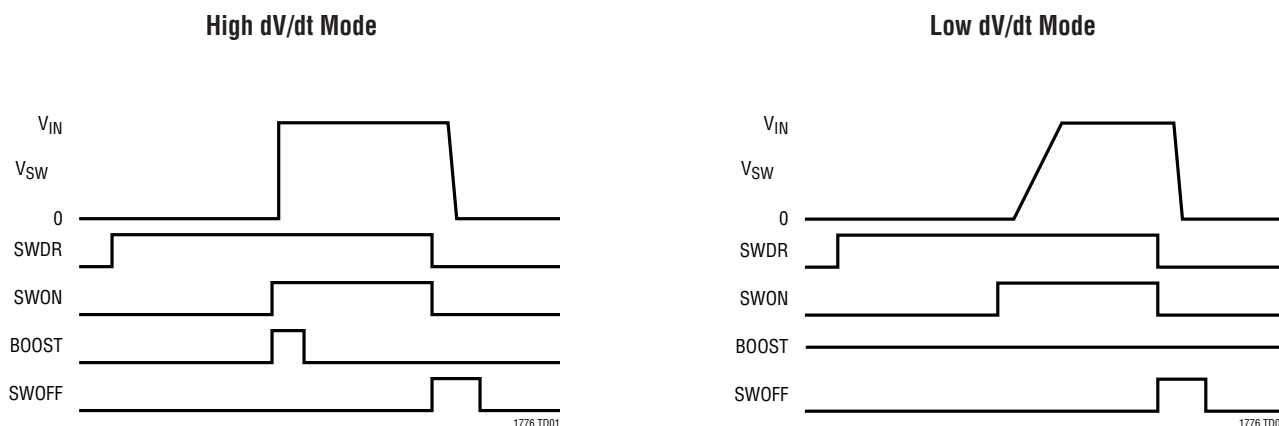 High dV/dt Mode
VIN
VSW
0
SWDR
SWON
BOOST
SWOFF
1776 TD01
Low dV/dt Mode
VIN
VSW
0
SWDR
SWON
BOOST
SWOFF